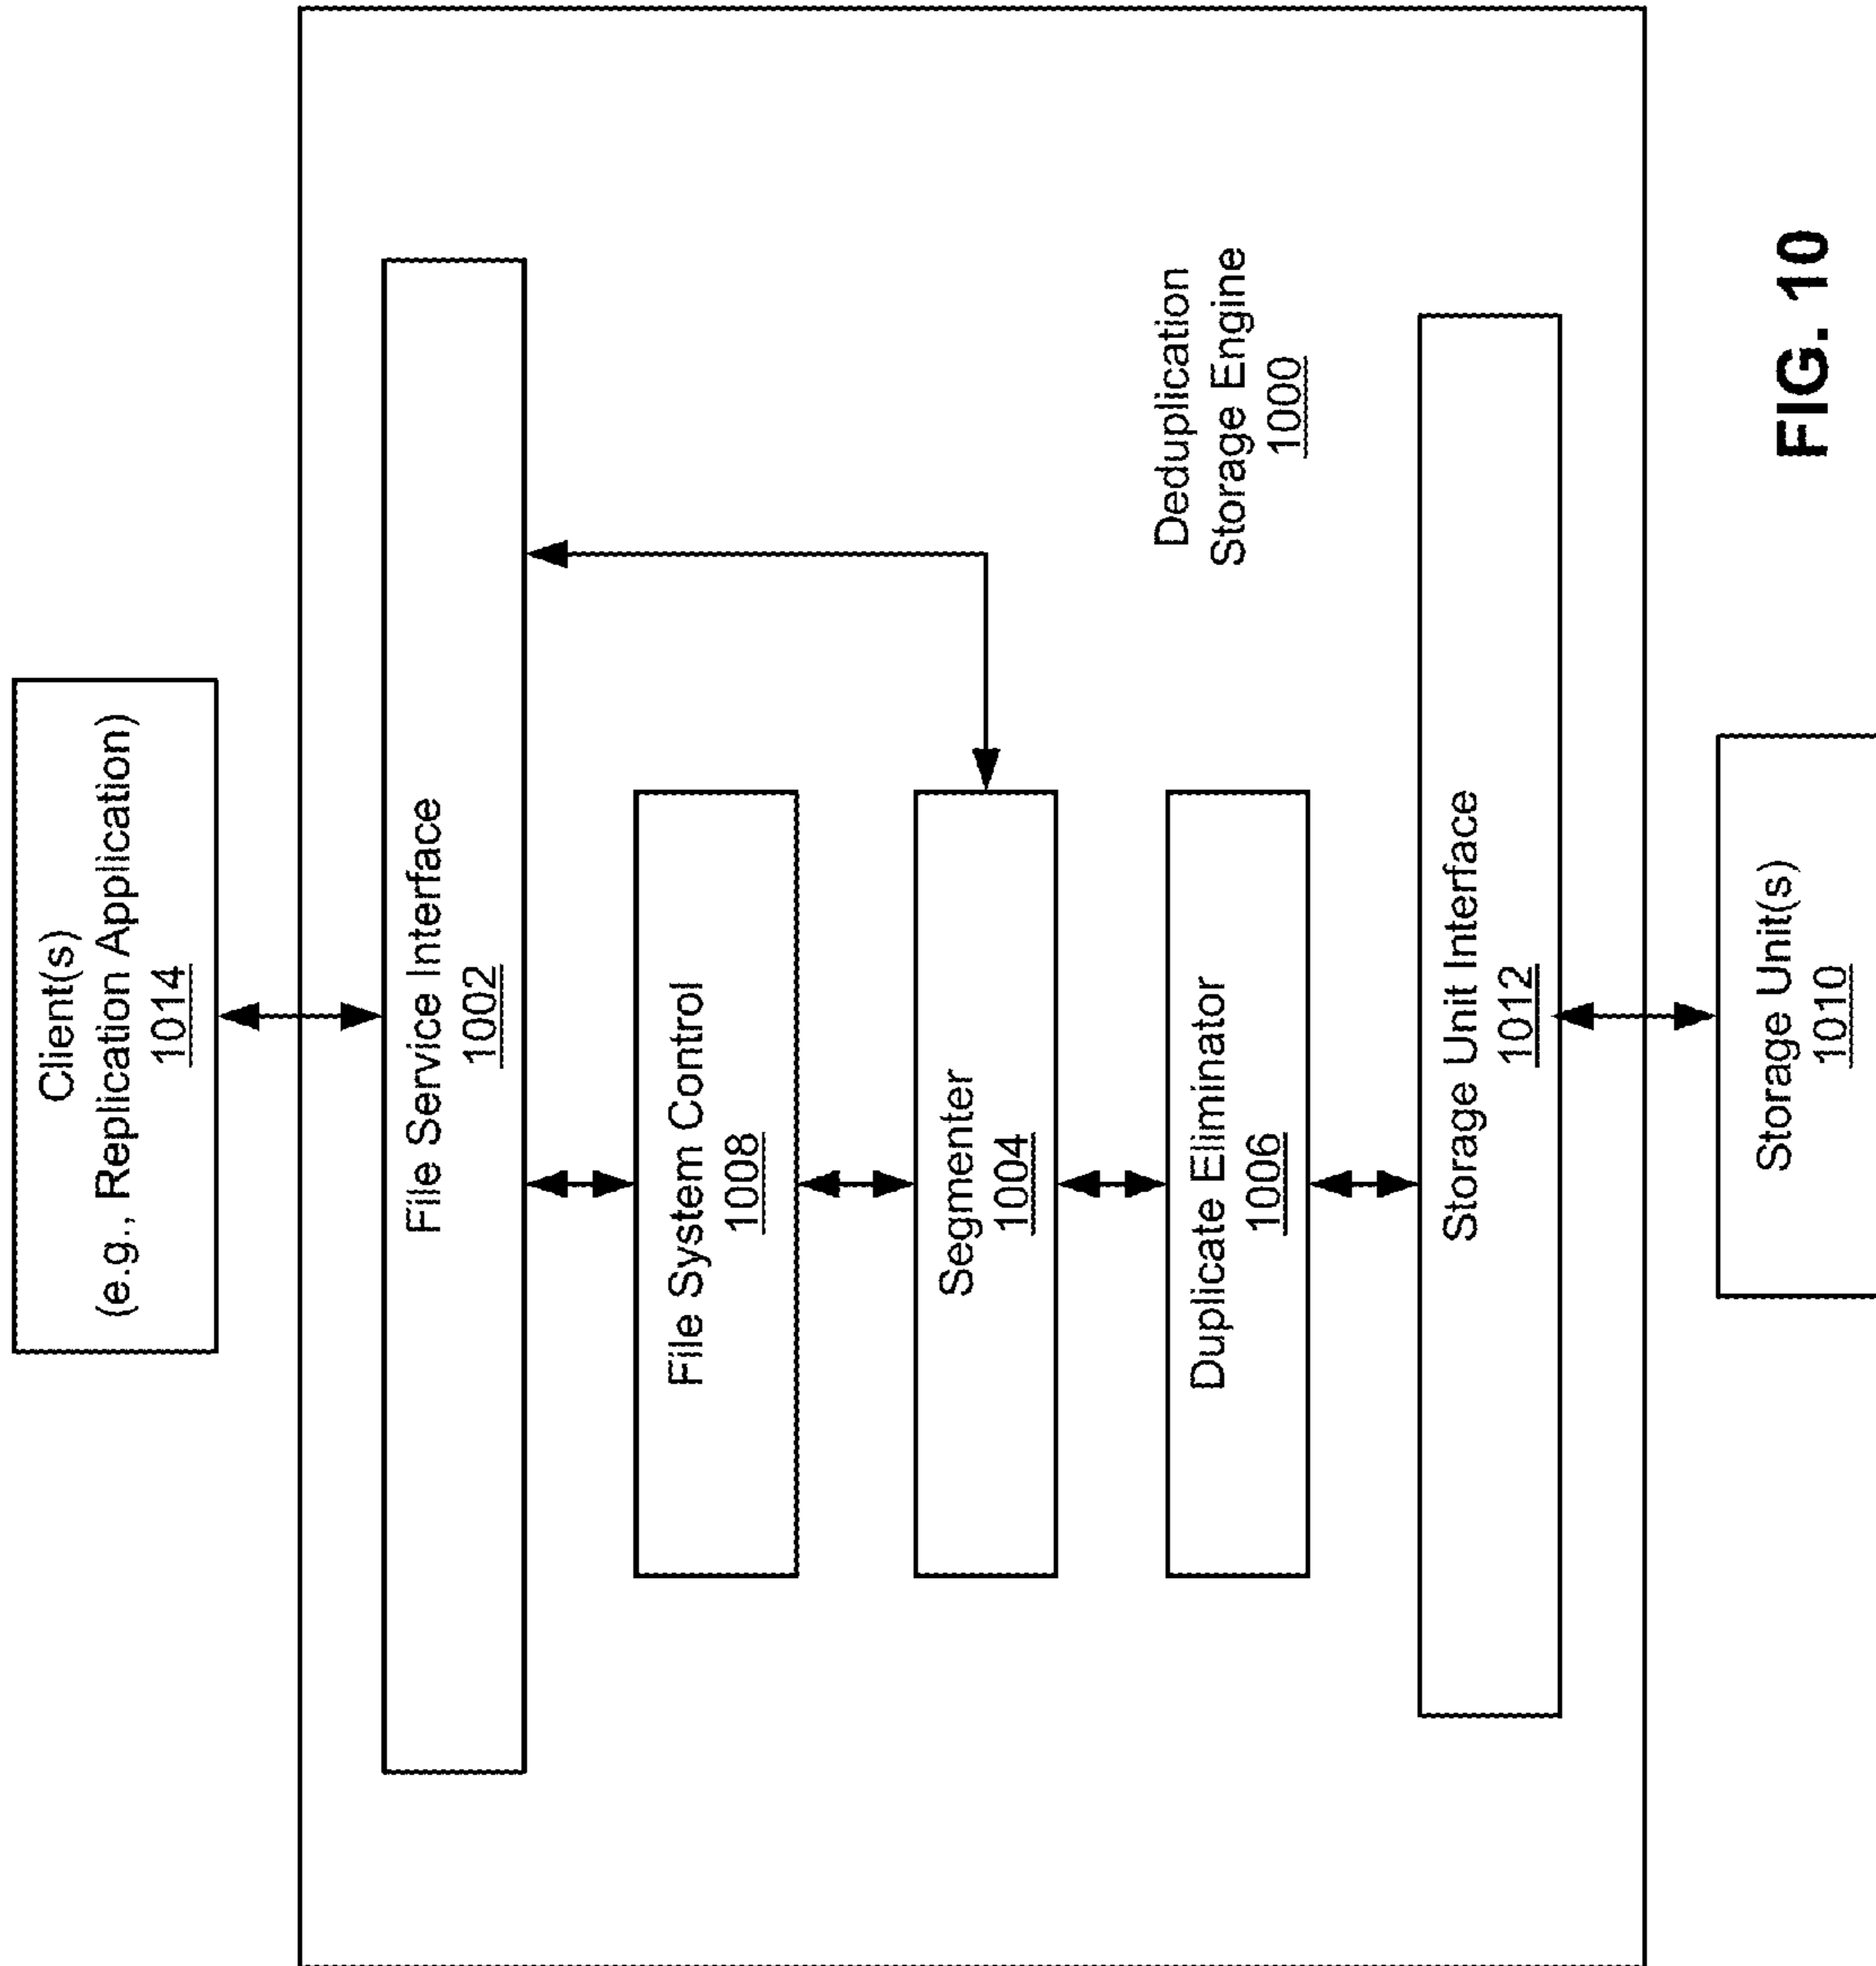 Client(s)
(e.g., Replication Application)
1014
File Service Interface
1002
File System Control
1008
Segmenter
1004
Duplicate Eliminator
1006
Deduplication
Storage Engine
1000
Storage Unit Interface
1012
Storage Unit(s)
1010
FIG. 10